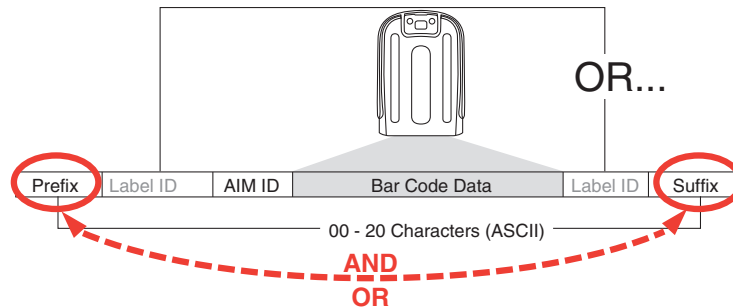 OR...
Prefix Label ID AIM ID Bar Code Data Label ID Suffix
00 - 20 Characters (ASCII)
AND
OR